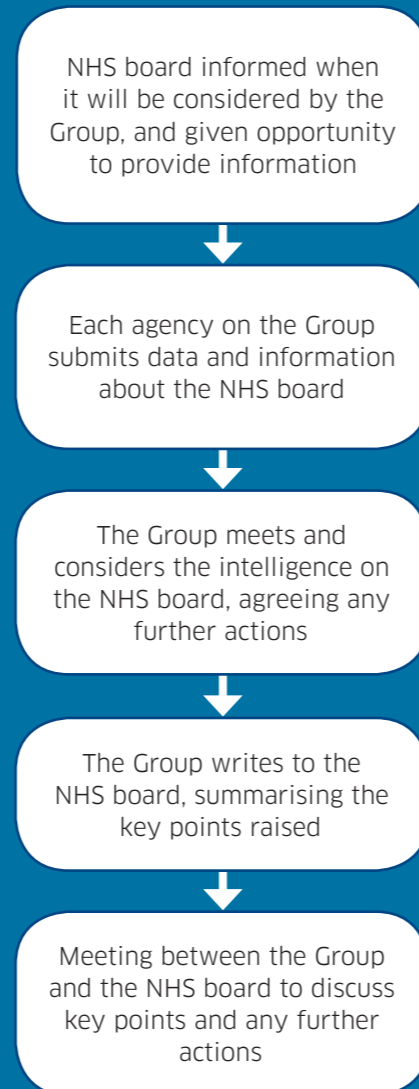 NHS board informed when
it will be considered by the
Group, and given opportunity
to provide information
Each agency on the Group
submits data and information
about the NHS board
The Group meets and
considers the intelligence on
the NHS board, agreeing any
further actions
The Group writes to the
NHS board, summarising the
key points raised
Meeting between the Group
and the NHS board to discuss
key points and any further
actions